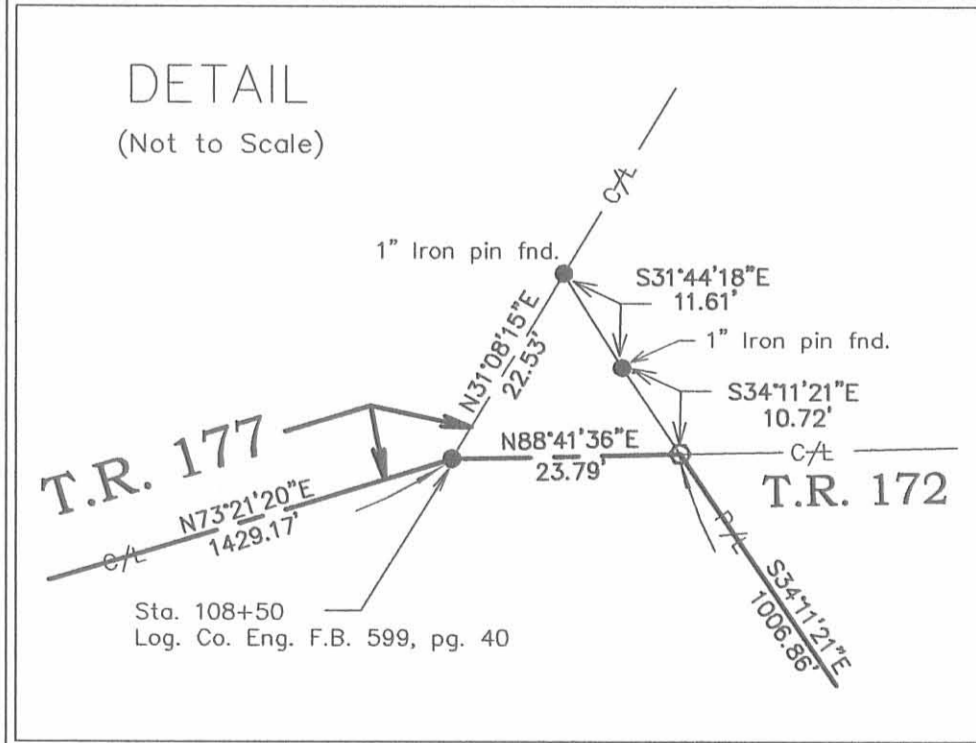 DETAIL
(Not to Scale)
C/L
1" Iron pin fnd.
S31°44'18"E
11.61'
N31°08'15"E
22.53'
1" Iron pin fnd.
S34°11'21"E
10.72'
T.R. 177
N88°41'36"E
23.79'
C/L
T.R. 172
N73°21'20"E
1429.17'
C/L
P/L
S34°11'21"E
1006.86'
Sta. 108+50
Log. Co. Eng. F.B. 599, pg. 40